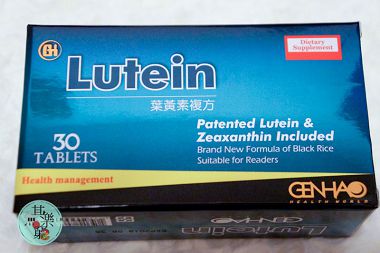 GH
Dietary
Supplement
Lutein
葉黃素複方
Patented Lutein &
Zeaxanthin Included
Brand New Formula of Black Rice
Suitable for Readers
30
TABLETS
Health management
GENHAO
HEALTH WORLD
GENHAO
Lutein